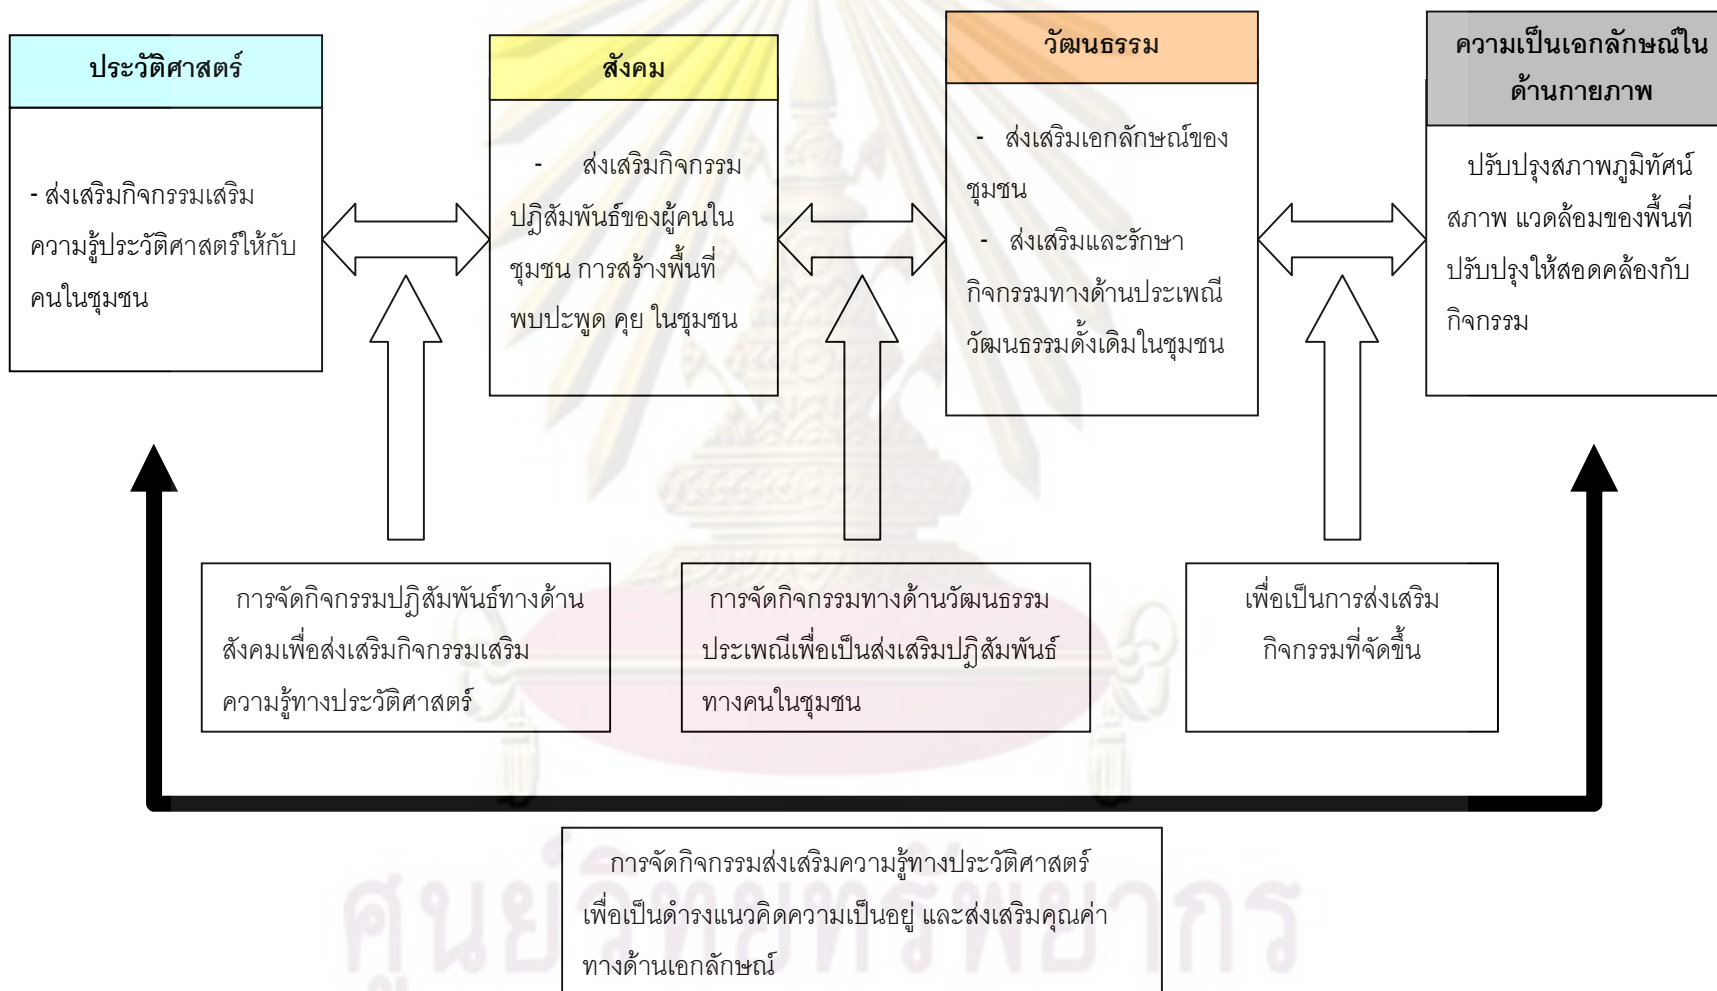 ประวัติศาสตร์
- ส่งเสริมกิจกรรมเสริม
ความรู้ประวัติศาสตร์ให้กับ
คนในชุมชน
สังคม
- ส่งเสริมกิจกรรม
ปฎิสัมพันธ์ของผู้คนใน
ชุมชน การสร้างพื้นที่
พบปะพูด คุย ในชุมชน
วัฒนธรรม
- ส่งเสริมเอกลักษณ์ของ
ชุมชน
- ส่งเสริมและรักษา
กิจกรรมทางด้านประเพณี
วัฒนธรรมดั้งเดิมในชุมชน
ความเป็นเอกลักษณ์ใน
ด้านกายภาพ
ปรับปรุงสภาพภูมิทัศน์
สภาพ แวดล้อมของพื้นที่
ปรับปรุงให้สอดคล้องกับ
กิจกรรม
การจัดกิจกรรมปฎิสัมพันธ์ทางด้าน
สังคมเพื่อส่งเสริมกิจกรรมเสริม
ความรู้ทางประวัติศาสตร์
การจัดกิจกรรมทางด้านวัฒนธรรม
ประเพณีเพื่อเป็นส่งเสริมปฎิสัมพันธ์
ทางคนในชุมชน
เพื่อเป็นการส่งเสริม
กิจกรรมที่จัดขึ้น
การจัดกิจกรรมส่งเสริมความรู้ทางประวัติศาสตร์
เพื่อเป็นดำรงแนวคิดความเป็นอยู่ และส่งเสริมคุณค่า
ทางด้านเอกลักษณ์
ศูนย์วิทยทรัพยากร